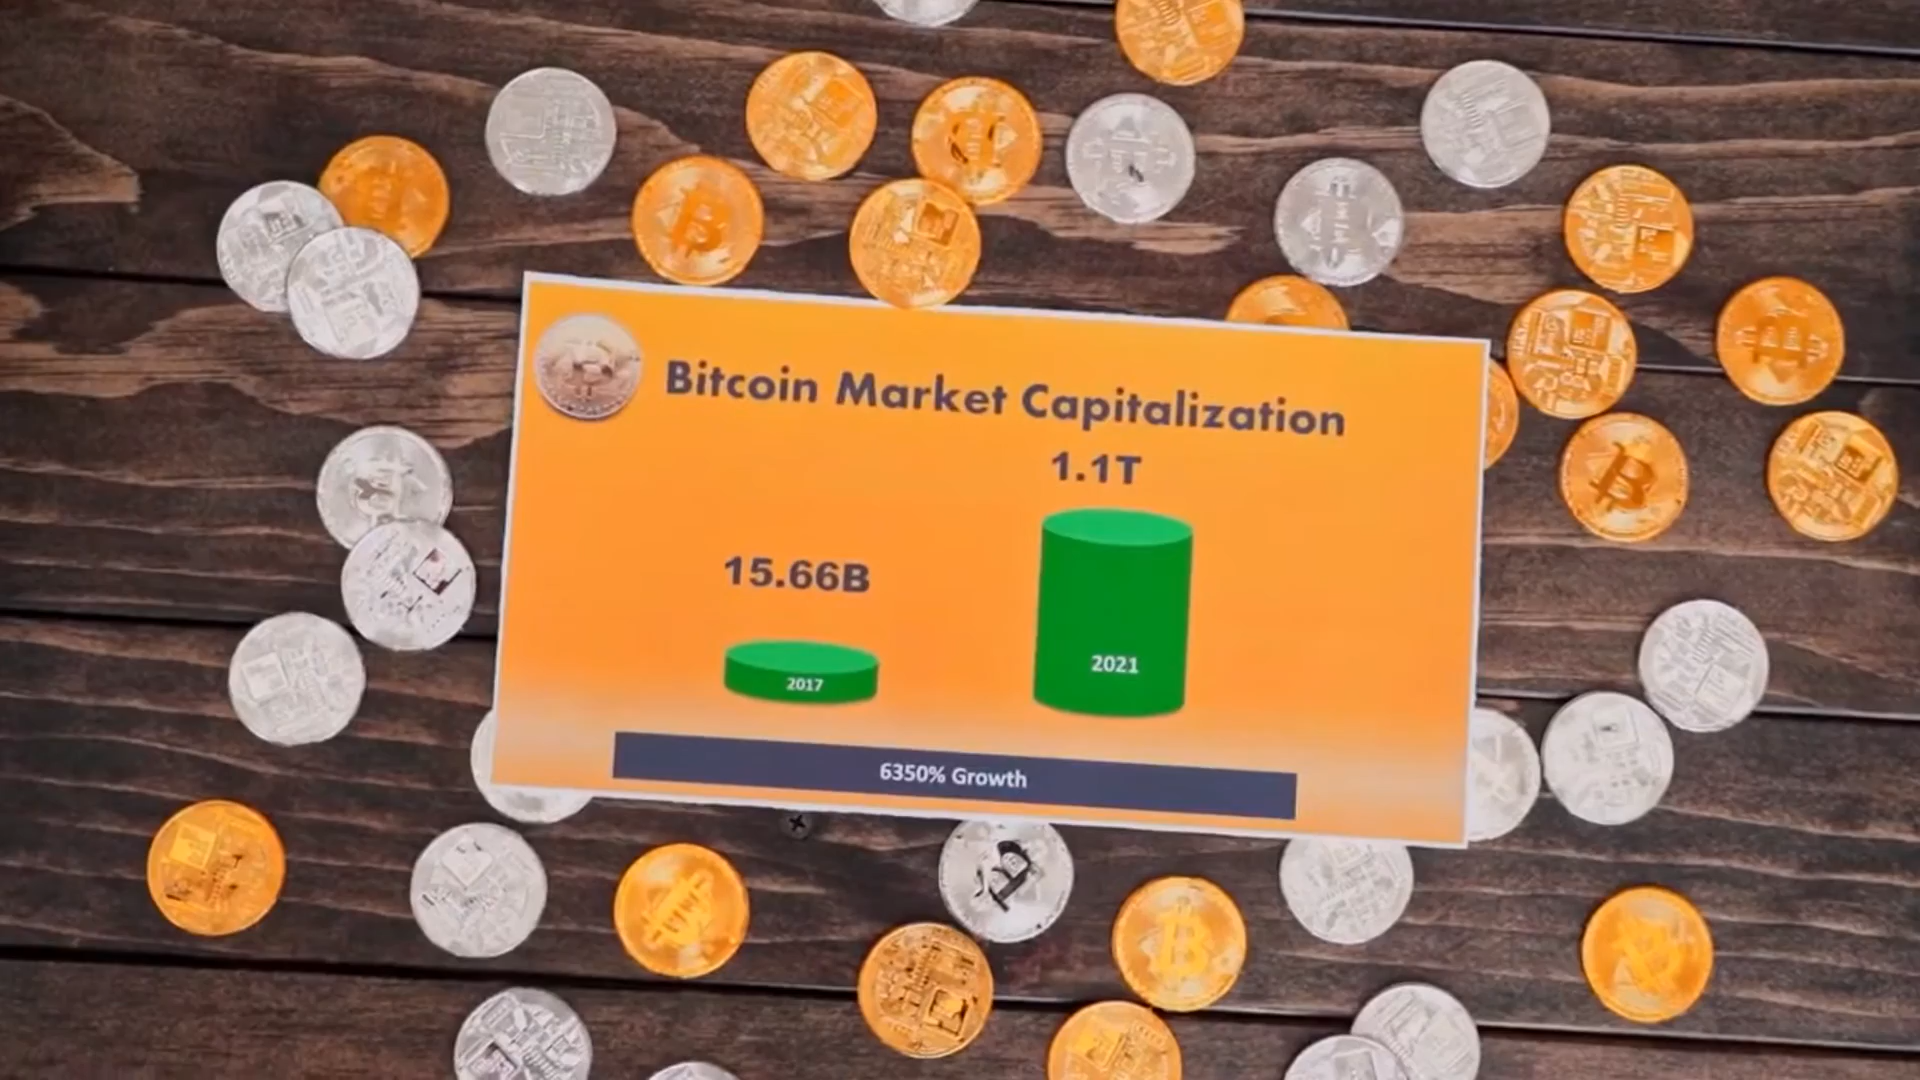 Bitcoin Market Capitalization
1.1T
15.66B
2021
2017
6350% Growth